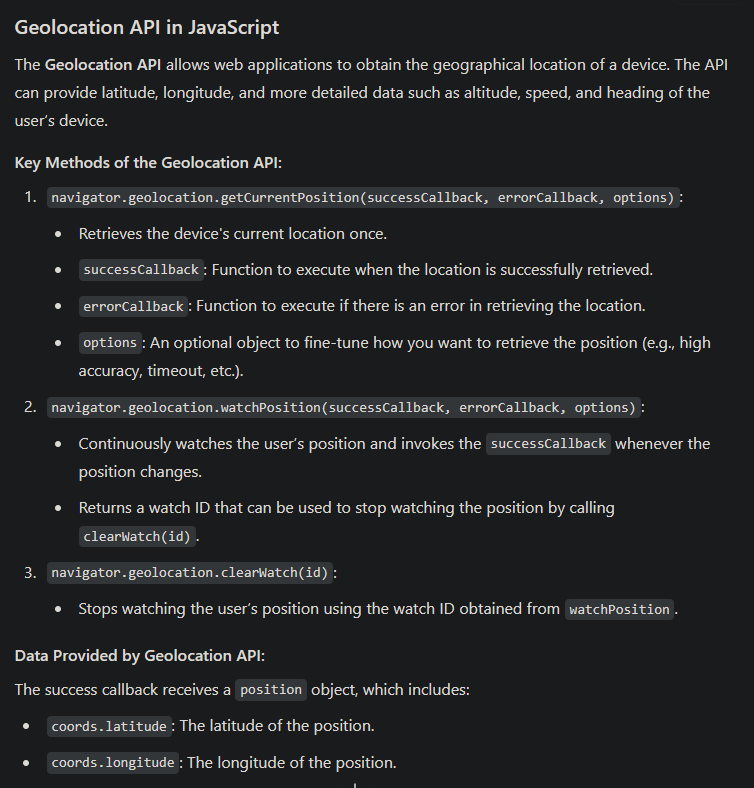 Geolocation API in JavaScript
The Geolocation API allows web applications to obtain the geographical location of a device. The API
can provide latitude, longitude, and more detailed data such as altitude, speed, and heading of the
user's device.
Key Methods of the Geolocation API:
1. navigator.geolocation.getCurrentPosition(successCallback, errorCallback, options):
• Retrieves the device's current location once.
• successCallback: Function to execute when the location is successfully retrieved.
• errorCallback: Function to execute if there is an error in retrieving the location.
• options: An optional object to fine-tune how you want to retrieve the position (e.g., high
accuracy, timeout, etc.).
2. navigator.geolocation.watchPosition(successCallback, errorCallback, options):
• Continuously watches the user's position and invokes the successCallback whenever the
position changes.
• Returns a watch ID that can be used to stop watching the position by calling
clearWatch(id).
3. navigator.geolocation.clearWatch(id):
• Stops watching the user's position using the watch ID obtained from watchPosition.
Data Provided by Geolocation API:
The success callback receives a position object, which includes:
• coords.latitude: The latitude of the position.
• coords.longitude: The longitude of the position.